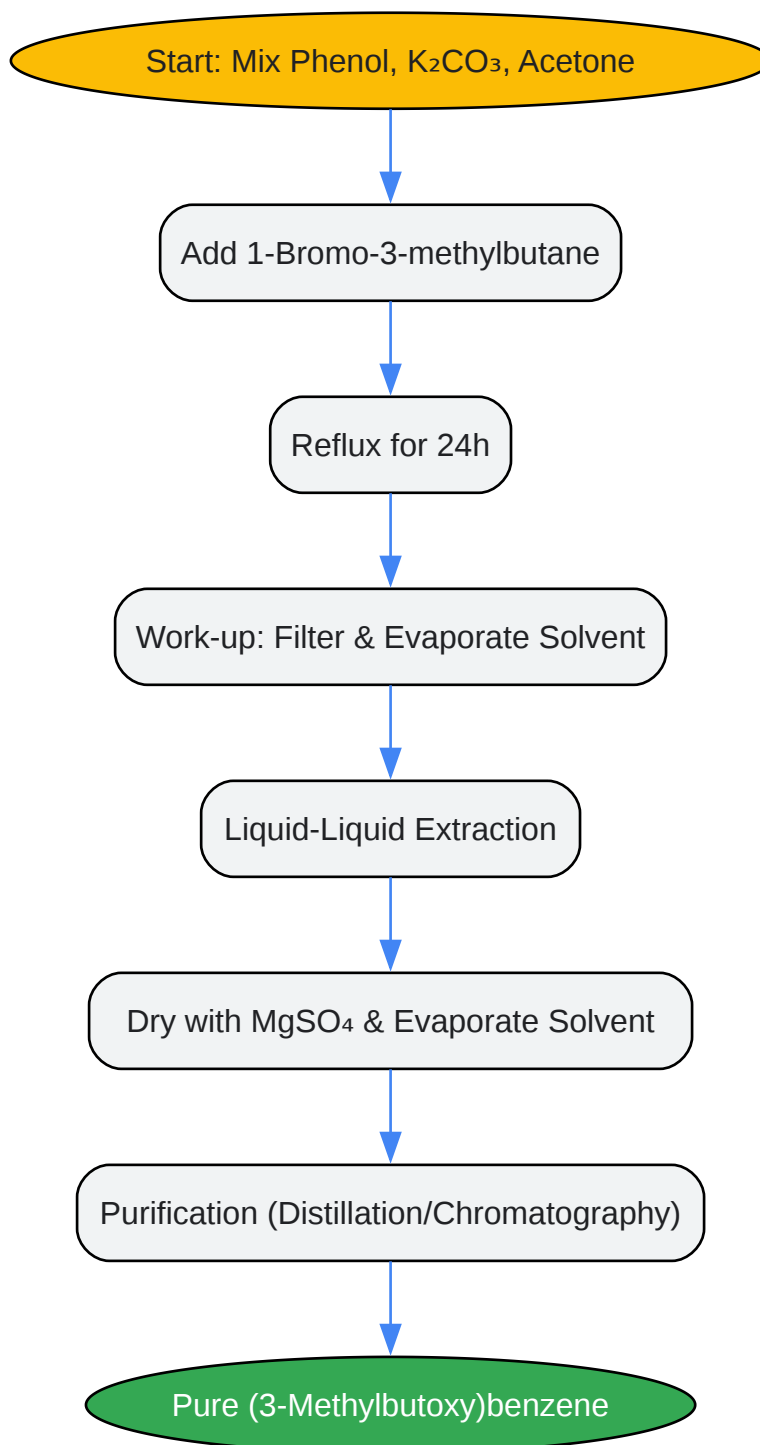 Start: Mix Phenol, K₂CO₃, Acetone
Add 1-Bromo-3-methylbutane
Reflux for 24h
Work-up: Filter & Evaporate Solvent
Liquid-Liquid Extraction
Dry with MgSO₄ & Evaporate Solvent
Purification (Distillation/Chromatography)
Pure (3-Methylbutoxy)benzene